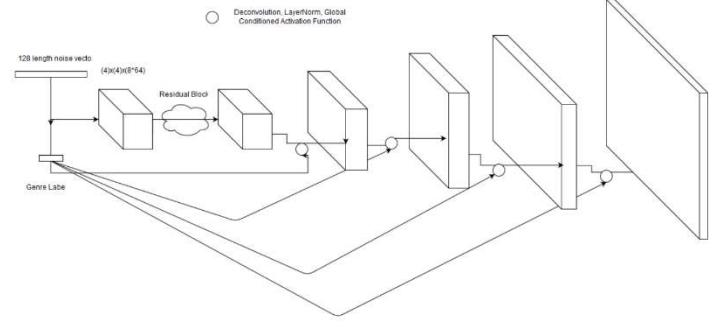 Deconvolution, LayerNorm, Global
Conditioned Activation Function
128 length noise vecto
(4)x(4)x(8*64)
Residual Block
Genre Labe